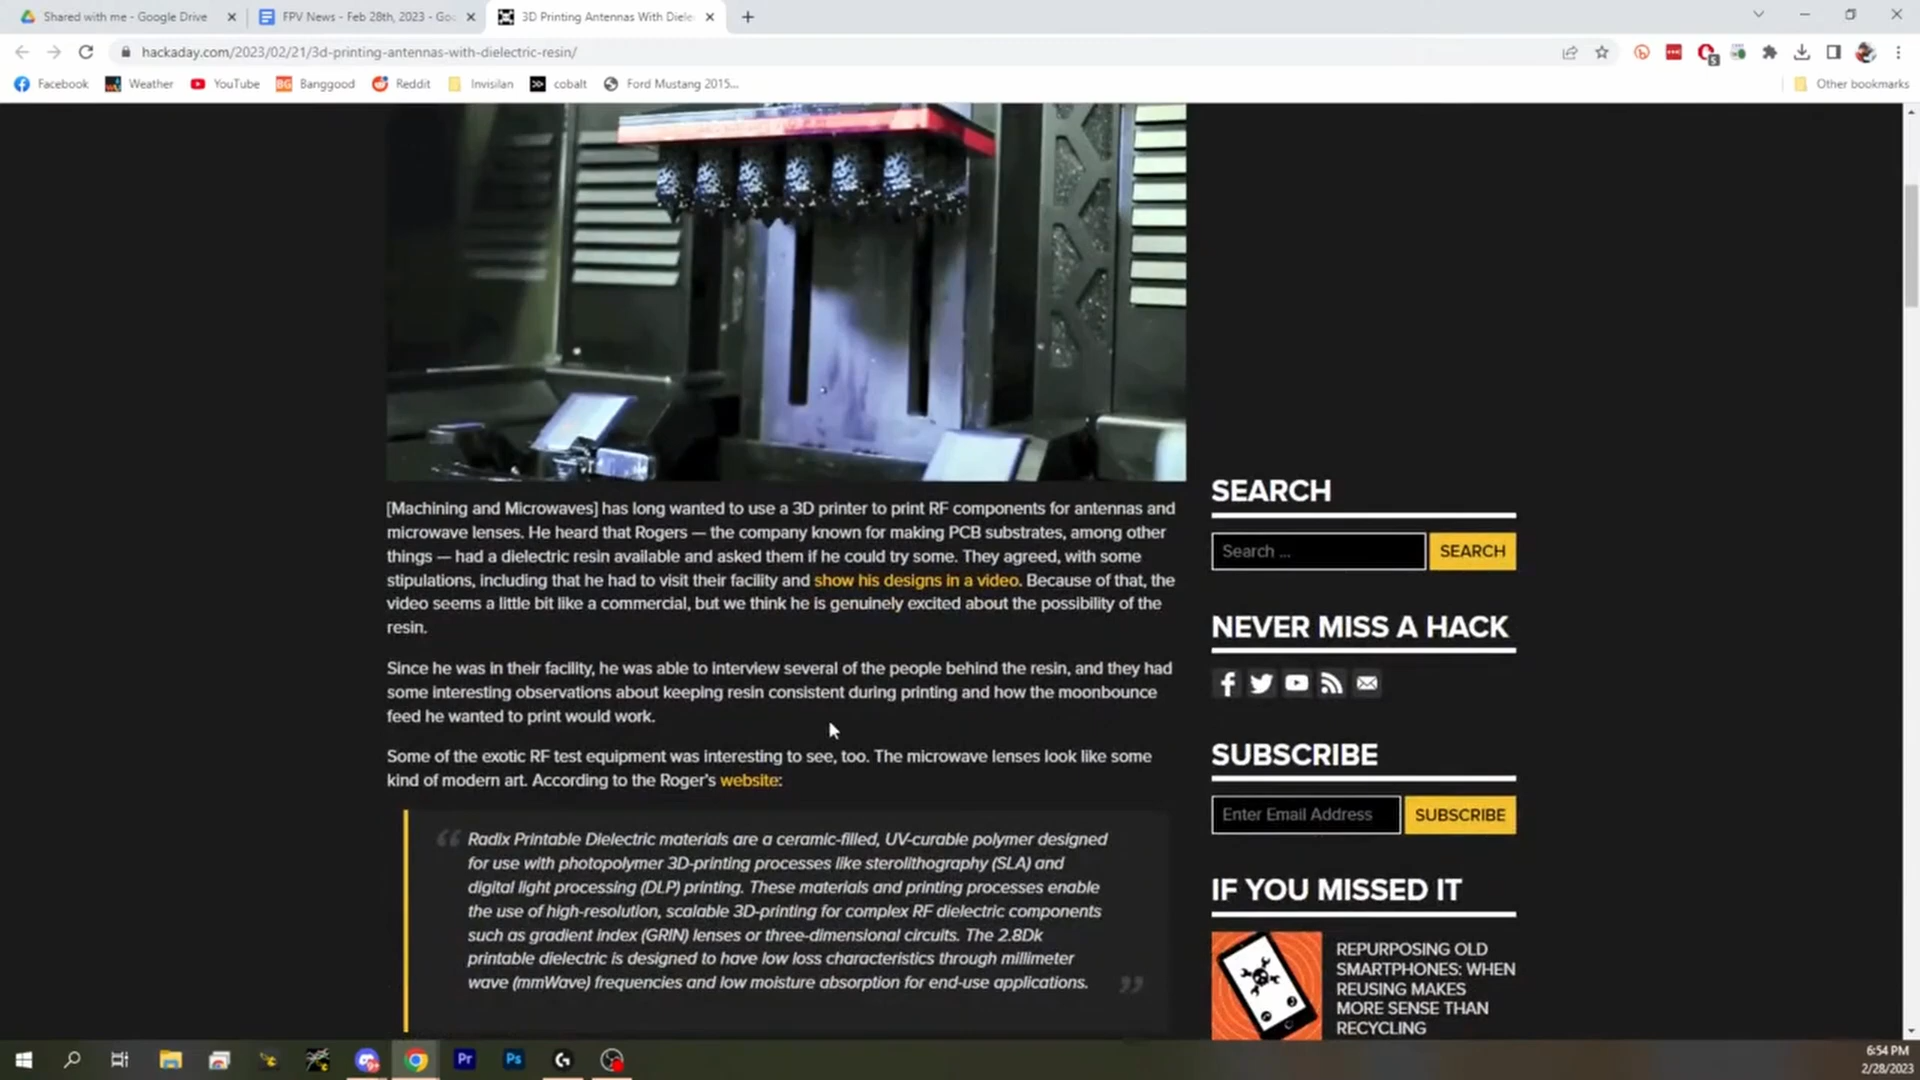 Shared with me - Google Drive
FPV News - Feb 28th, 2023 - Goo
3D Printing Antennas With Diele
hackaday.com/2023/02/21/3d-printing-antennas-with-dielectric-resin/
Facebook
Weather
YouTube
BG Banggood
Reddit
Invisilan
cobalt
Ford Mustang 2015...
Other bookmarks
[Machining and Microwaves] has long wanted to use a 3D printer to print RF components for antennas and
microwave lenses. He heard that Rogers — the company known for making PCB substrates, among other
things — had a dielectric resin available and asked them if he could try some. They agreed, with some
stipulations, including that he had to visit their facility and show his designs in a video. Because of that, the
video seems a little bit like a commercial, but we think he is genuinely excited about the possibility of the
resin.
Since he was in their facility, he was able to interview several of the people behind the resin, and they had
some interesting observations about keeping resin consistent during printing and how the moonbounce
feed he wanted to print would work.
Some of the exotic RF test equipment was interesting to see, too. The microwave lenses look like some
kind of modern art. According to the Roger's website:
Radix Printable Dielectric materials are a ceramic-filled, UV-curable polymer designed
for use with photopolymer 3D-printing processes like sterolithography (SLA) and
digital light processing (DLP) printing. These materials and printing processes enable
the use of high-resolution, scalable 3D-printing for complex RF dielectric components
such as gradient index (GRIN) lenses or three-dimensional circuits. The 2.8Dk
printable dielectric is designed to have low loss characteristics through millimeter
wave (mmWave) frequencies and low moisture absorption for end-use applications.
SEARCH
Search ...
SEARCH
NEVER MISS A HACK
SUBSCRIBE
Enter Email Address
SUBSCRIBE
IF YOU MISSED IT
REPURPOSING OLD
SMARTPHONES: WHEN
REUSING MAKES
MORE SENSE THAN
RECYCLING
Pr
Ps
6:54 PM
2/28/2023